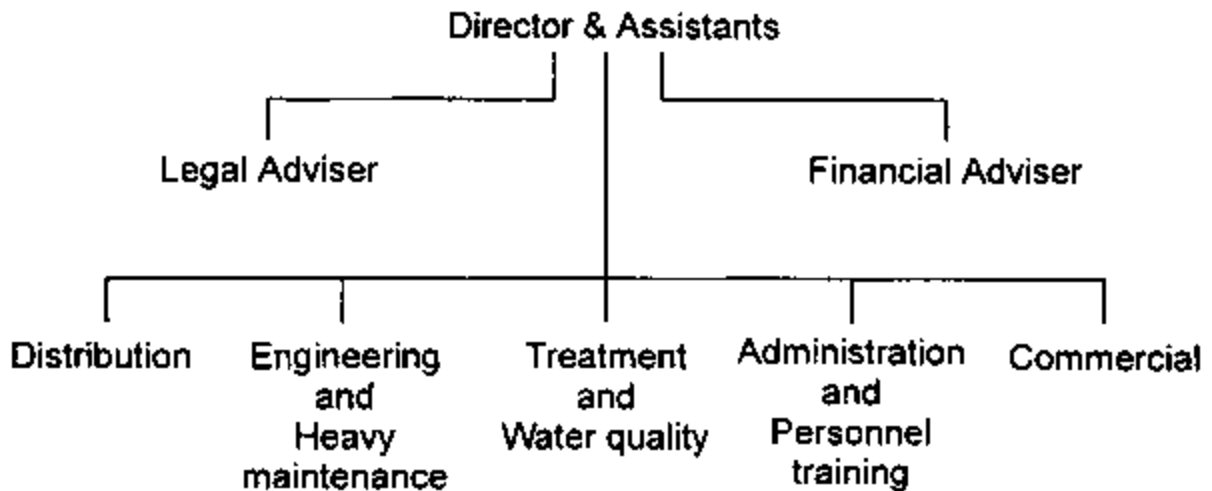 Director & Assistants
Legal Adviser
Financial Adviser
Distribution
Engineering
and
Heavy
maintenance
Treatment
and
Water quality
Administration
and
Personnel
training
Commercial